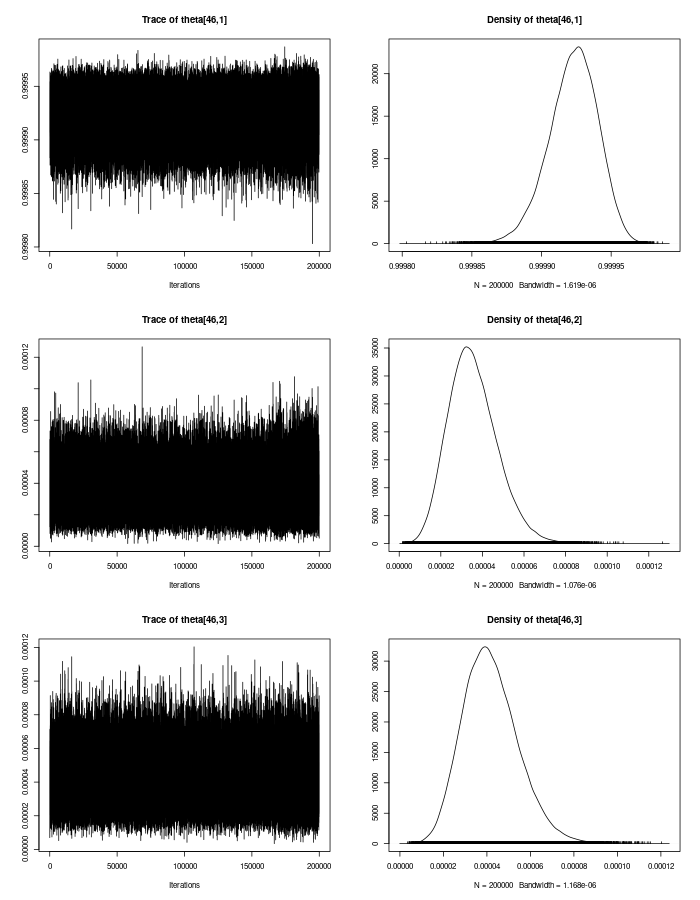 Trace of theta[46,1]
0.99980 0.99985 0.99990 0.99995
0 50000 100000 150000 200000
Iterations
Density of theta[46,1]
0 5000 10000 15000 20000
0.99980 0.99985 0.99990 0.99995
N = 200000 Bandwidth = 1.619e-06
Trace of theta[46,2]
0.00000 0.00004 0.00008 0.00012
0 50000 100000 150000 200000
Iterations
Density of theta[46,2]
0 5000 10000 15000 20000 25000 30000 35000
0.00000 0.00002 0.00004 0.00006 0.00008 0.00010 0.00012
N = 200000 Bandwidth = 1.076e-06
Trace of theta[46,3]
0.00000 0.00002 0.00004 0.00006 0.00008 0.00010 0.00012
0 50000 100000 150000 200000
Iterations
Density of theta[46,3]
0 5000 10000 15000 20000 25000 30000
0.00000 0.00002 0.00004 0.00006 0.00008 0.00010 0.00012
N = 200000 Bandwidth = 1.168e-06